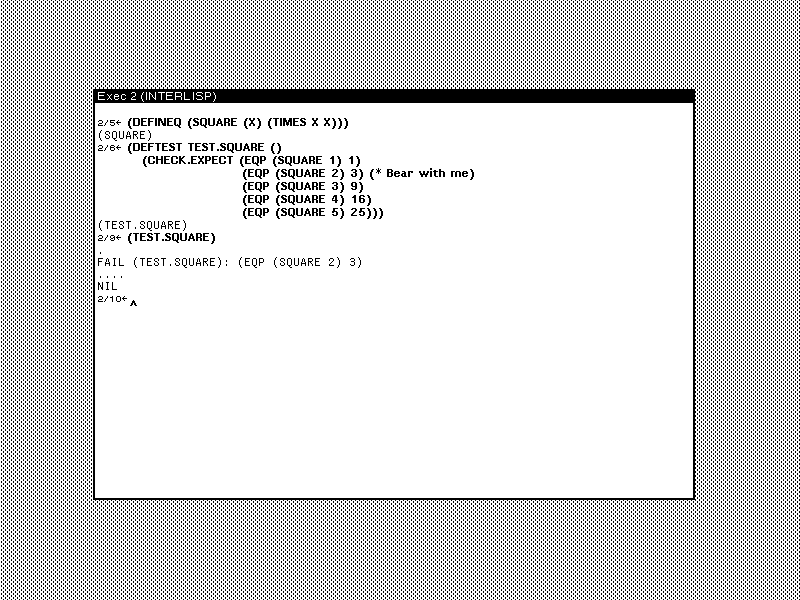 Exec 2 (INTERLISP)
2/5← (DEFINEQ (SQUARE (X) (TIMES X X)))
(SQUARE)
2/6← (DEFTEST TEST.SQUARE ()
(CHECK.EXPECT (EQP (SQUARE 1) 1)
(EQP (SQUARE 2) 3) (* Bear with me)
(EQP (SQUARE 3) 9)
(EQP (SQUARE 4) 16)
(EQP (SQUARE 5) 25)))
(TEST.SQUARE)
2/9← (TEST.SQUARE)
.
FAIL (TEST.SQUARE): (EQP (SQUARE 2) 3)
....
NIL
2/10←